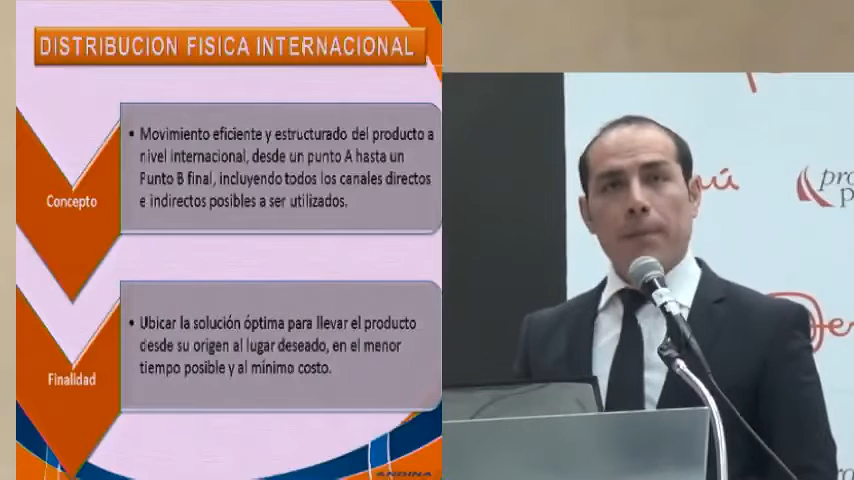 DISTRIBUCION FISICA INTERNACIONAL
Concepto
• Movimiento eficiente y estructurado del producto a
nivel internacional, desde un punto A hasta un
Punto B final, incluyendo todos los canales directos
e indirectos posibles a ser utilizados.
Finalidad
• Ubicar la solución óptima para llevar el producto
desde su origen al lugar deseado, en el menor
tiempo posible y al mínimo costo.
ANDINA